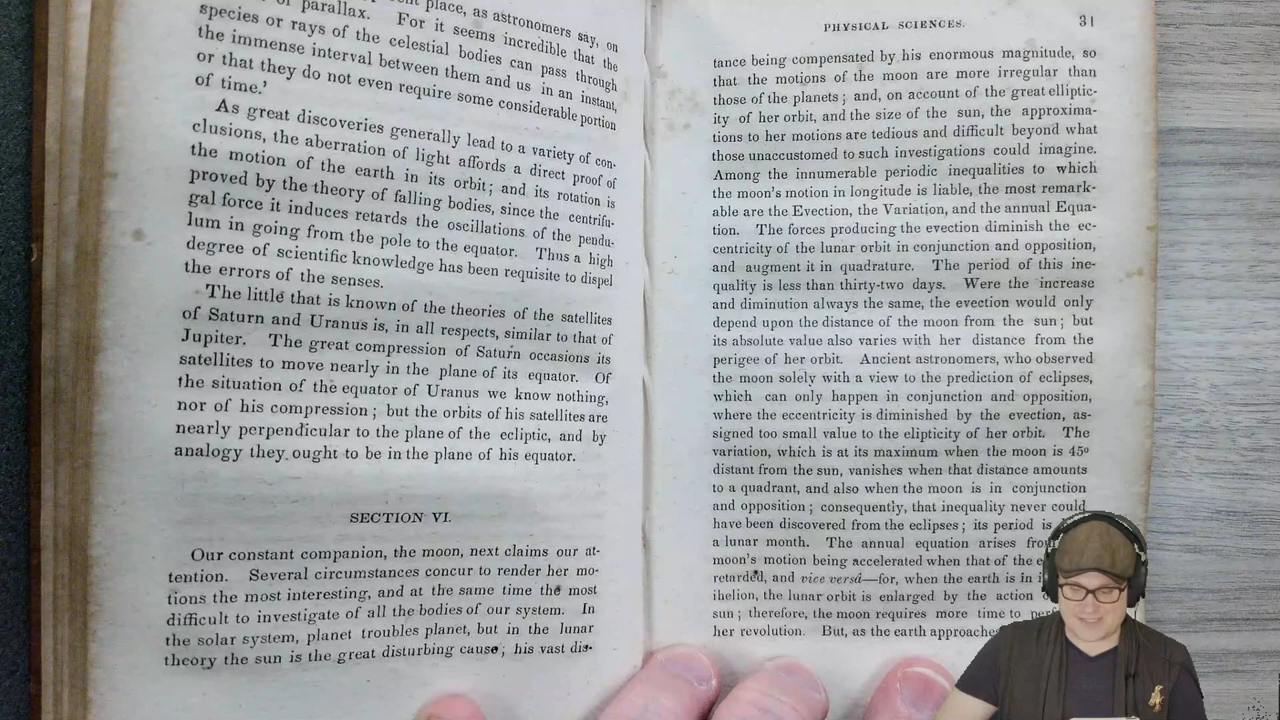 place, as astronomers say, on
of parallax. For it seems incredible that the
species or rays of the celestial bodies can pass through
the immense interval between them and us in an instant,
or that they do not even require some considerable portion
of time.'
As great discoveries generally lead to a variety of con-
clusions, the aberration of light affords a direct proof of
the motion of the earth in its orbit; and its rotation is
proved by the theory of falling bodies, since the centrifu-
gal force it induces retards the oscillations of the pendu-
lum in going from the pole to the equator. Thus a high
degree of scientific knowledge has been requisite to dispel
the errors of the senses.
The little that is known of the theories of the satellites
of Saturn and Uranus is, in all respects, similar to that of
Jupiter. The great compression of Saturn occasions its
satellites to move nearly in the plane of its equator. Of
the situation of the equator of Uranus we know nothing,
nor of his compression; but the orbits of his satellites are
nearly perpendicular to the plane of the ecliptic, and by
analogy they ought to be in the plane of his equator.
SECTION VI.
Our constant companion, the moon, next claims our at-
tention. Several circumstances concur to render her mo-
tions the most interesting, and at the same time the most
difficult to investigate of all the bodies of our system. In
the solar system, planet troubles planet, but in the lunar
theory the sun is the great disturbing cause; his vast dis-
PHYSICAL SCIENCES. 31
tance being compensated by his enormous magnitude, so
that the motions of the moon are more irregular than
those of the planets; and, on account of the great elliptic-
ity of her orbit, and the size of the sun, the approxima-
tions to her motions are tedious and difficult beyond what
those unaccustomed to such investigations could imagine.
Among the innumerable periodic inequalities to which
the moon's motion in longitude is liable, the most remark-
able are the Evection, the Variation, and the annual Equa-
tion. The forces producing the evection diminish the ec-
centricity of the lunar orbit in conjunction and opposition,
and augment it in quadrature. The period of this ine-
quality is less than thirty-two days. Were the increase
and diminution always the same, the evection would only
depend upon the distance of the moon from the sun; but
its absolute value also varies with her distance from the
perigee of her orbit. Ancient astronomers, who observed
the moon solely with a view to the prediction of eclipses,
which can only happen in conjunction and opposition,
where the eccentricity is diminished by the evection, as-
signed too small value to the elipticity of her orbit. The
variation, which is at its maximum when the moon is 45º
distant from the sun, vanishes when that distance amounts
to a quadrant, and also when the moon is in conjunction
and opposition; consequently, that inequality never could
have been discovered from the eclipses; its period is
a lunar month. The annual equation arises from
moon's motion being accelerated when that of the
retarded, and vice versâ—for, when the earth is in
ihelion, the lunar orbit is enlarged by the action
sun; therefore, the moon requires more time to
her revolution. But, as the earth approaches